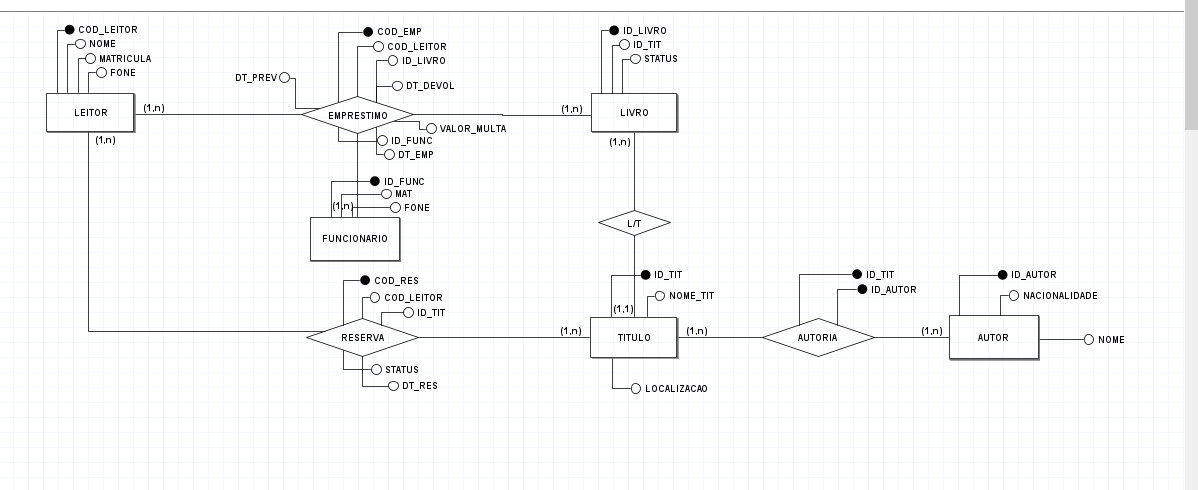 COD_LEITOR
NOME
MATRICULA
FONE
LEITOR
(1,n)
(1,n)
COD_EMP
COD_LEITOR
ID_LIVRO
DT_PREV
DT_DEVOL
EMPRESTIMO
VALOR_MULTA
ID_FUNC
DT_EMP
(1,n)
ID_LIVRO
ID_TIT
STATUS
LIVRO
(1,n)
ID_FUNC
MAT
(1,n)
FONE
FUNCIONARIO
L/T
COD_RES
COD_LEITOR
ID_TIT
RESERVA
STATUS
DT_RES
(1,n)
ID_TIT
NOME_TIT
(1,1)
TITULO
LOCALIZACAO
(1,n)
ID_TIT
ID_AUTOR
AUTORIA
(1,n)
ID_AUTOR
NACIONALIDADE
AUTOR
NOME